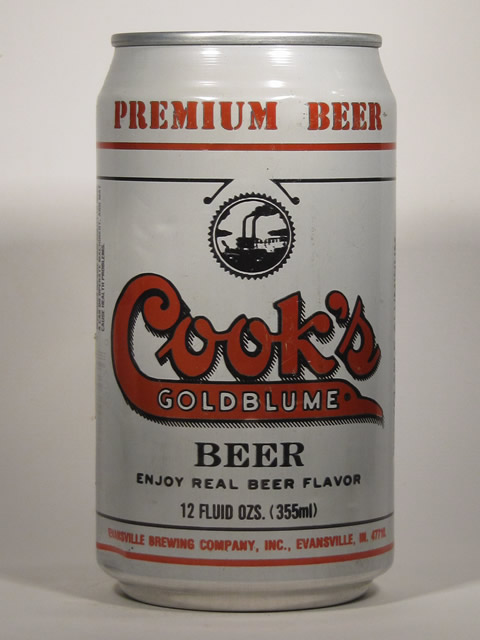 PREMIUM BEER
Cook's
GOLDBLUME
BEER
ENJOY REAL BEER FLAVOR
12 FLUID OZS. (355ml)
EVANSVILLE BREWING COMPANY, INC., EVANSVILLE, IN. 47710